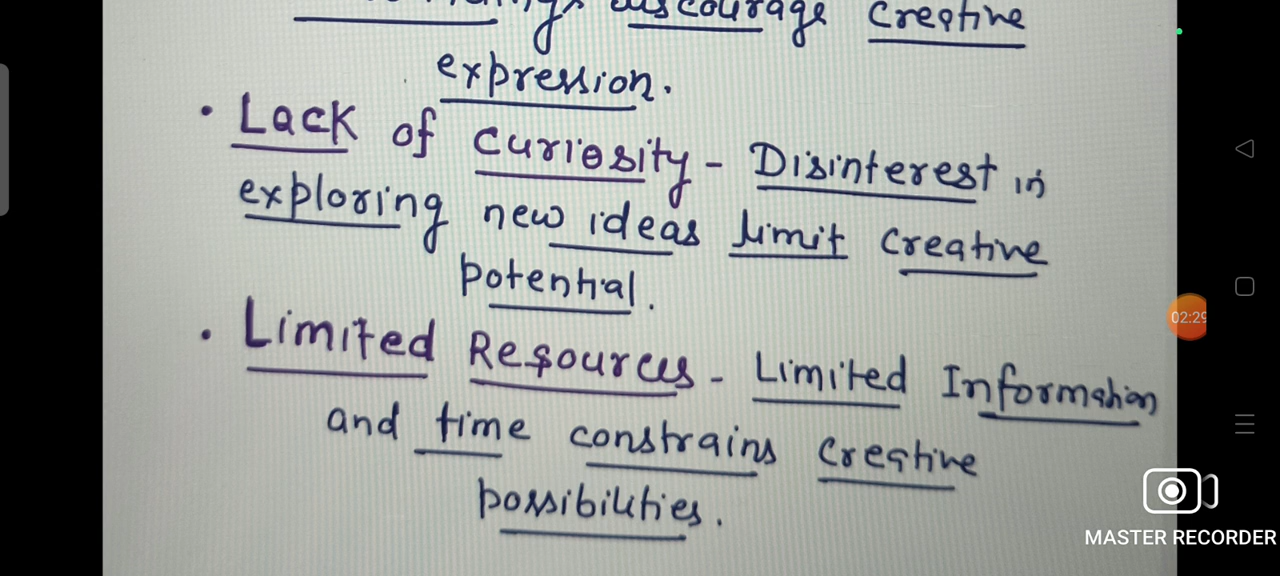 discourage creative
expression.
• Lack of curiosity - Disinterest in
exploring new ideas limit creative
potential.
• Limited Resources - Limited Information
and time constrains creative
possibilities.
02:29
MASTER RECORDER